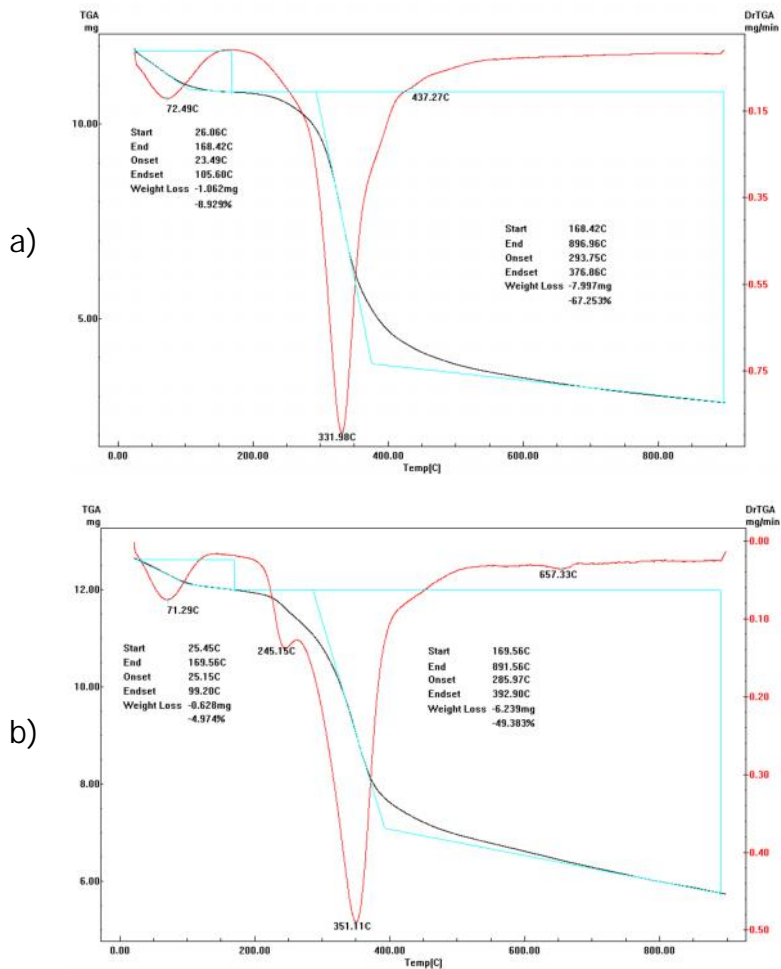 TGA
mg
DrTGA
mg/min
a)
10.00
5.00
0.15
0.35
0.55
0.75
72.49C
437.27C
331.98C
Start 26.06C
End 168.42C
Onset 23.49C
Endset 105.60C
Weight Loss -1.062mg
-8.929%
Start 168.42C
End 896.96C
Onset 293.75C
Endset 376.86C
Weight Loss -7.997mg
-67.253%
0.00 200.00 400.00 600.00 800.00
Temp[C]
TGA
mg
DrTGA
mg/min
b)
12.00
10.00
8.00
6.00
0.00
0.10
0.20
0.30
0.40
0.50
71.29C
245.15C
657.33C
351.11C
Start 25.45C
End 169.56C
Onset 25.15C
Endset 99.20C
Weight Loss -0.628mg
-4.974%
Start 169.56C
End 891.56C
Onset 285.97C
Endset 392.90C
Weight Loss -6.239mg
-49.383%
0.00 200.00 400.00 600.00 800.00
Temp[C]